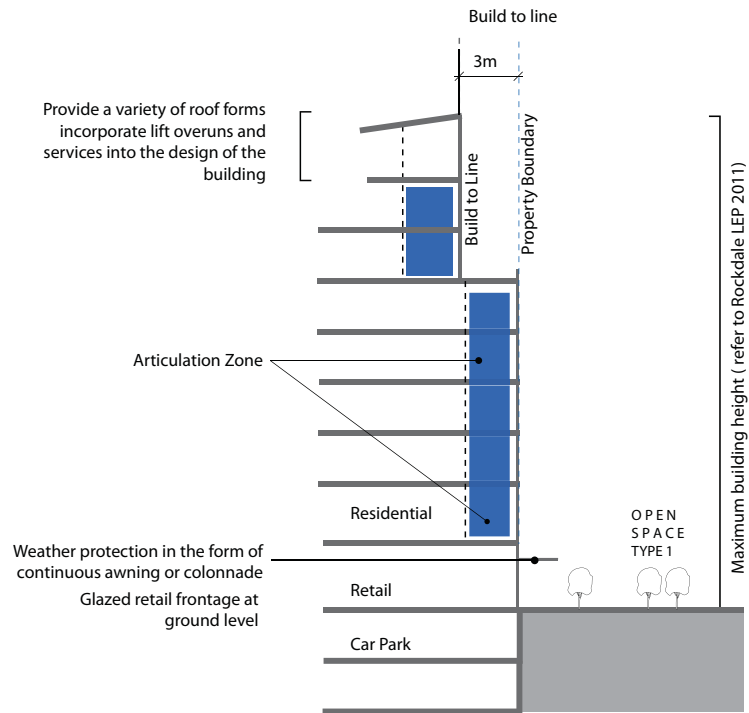 Build to line
3m
Provide a variety of roof forms
incorporate lift overuns and
services into the design of the
building
Build to Line
Property Boundary
Maximum building height ( refer to Rockdale LEP 2011)
Articulation Zone
Residential
OPEN
SPACE
TYPE 1
Weather protection in the form of
continuous awning or colonnade
Glazed retail frontage at
ground level
Retail
Car Park